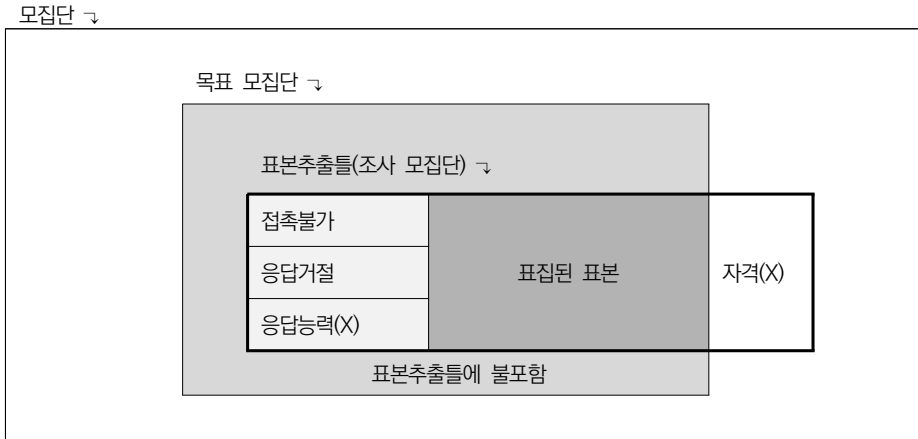 모집단 ㄱ
목표 모집단 ㄱ
표본추출틀(조사 모집단) ㄱ
접촉불가
응답거절
표집된 표본
자격(X)
응답능력(X)
표본추출틀에 불포함